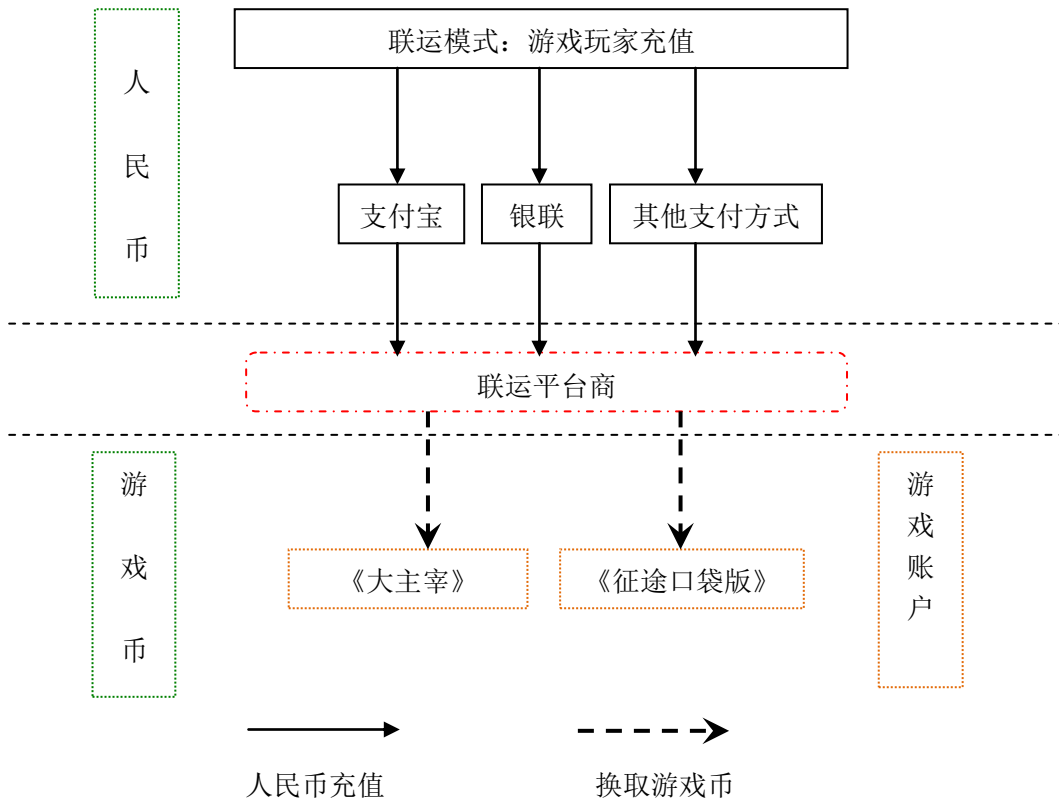 联运模式：游戏玩家充值
人民币
支付宝
银联
其他支付方式
联运平台商
游戏币
游戏账户
《大主宰》
《征途口袋版》
人民币充值
换取游戏币